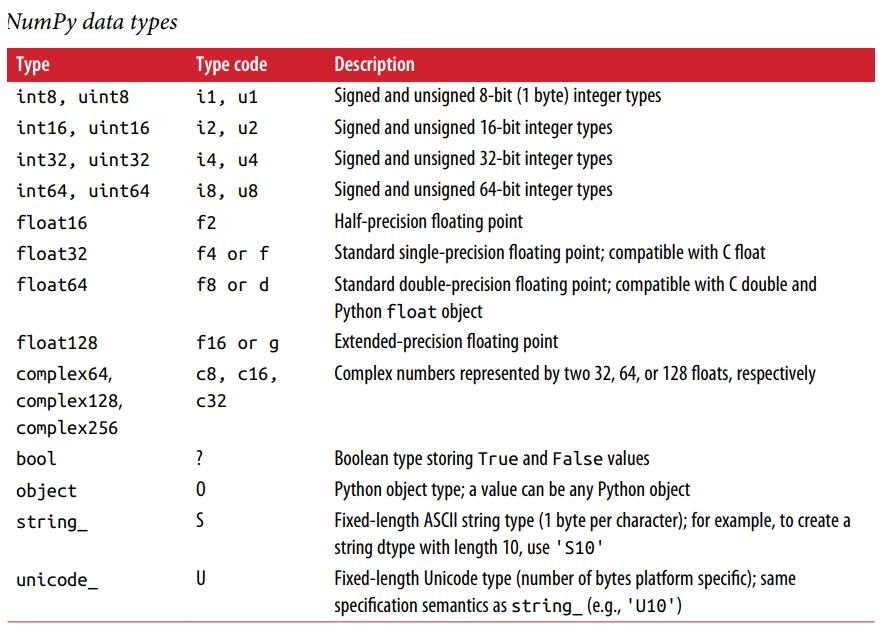 NumPy data types
Type Type code Description
int8, uint8 i1, u1 Signed and unsigned 8-bit (1 byte) integer types
int16, uint16 i2, u2 Signed and unsigned 16-bit integer types
int32, uint32 i4, u4 Signed and unsigned 32-bit integer types
int64, uint64 i8, u8 Signed and unsigned 64-bit integer types
float16 f2 Half-precision floating point
float32 f4 or f Standard single-precision floating point; compatible with C float
float64 f8 or d Standard double-precision floating point; compatible with C double and
Python float object
float128 f16 or g Extended-precision floating point
complex64, c8, c16, Complex numbers represented by two 32, 64, or 128 floats, respectively
complex128, c32
complex256
bool ? Boolean type storing True and False values
object O Python object type; a value can be any Python object
string_ S Fixed-length ASCII string type (1 byte per character); for example, to create a
string dtype with length 10, use 'S10'
unicode_ U Fixed-length Unicode type (number of bytes platform specific); same
specification semantics as string_ (e.g., 'U10')